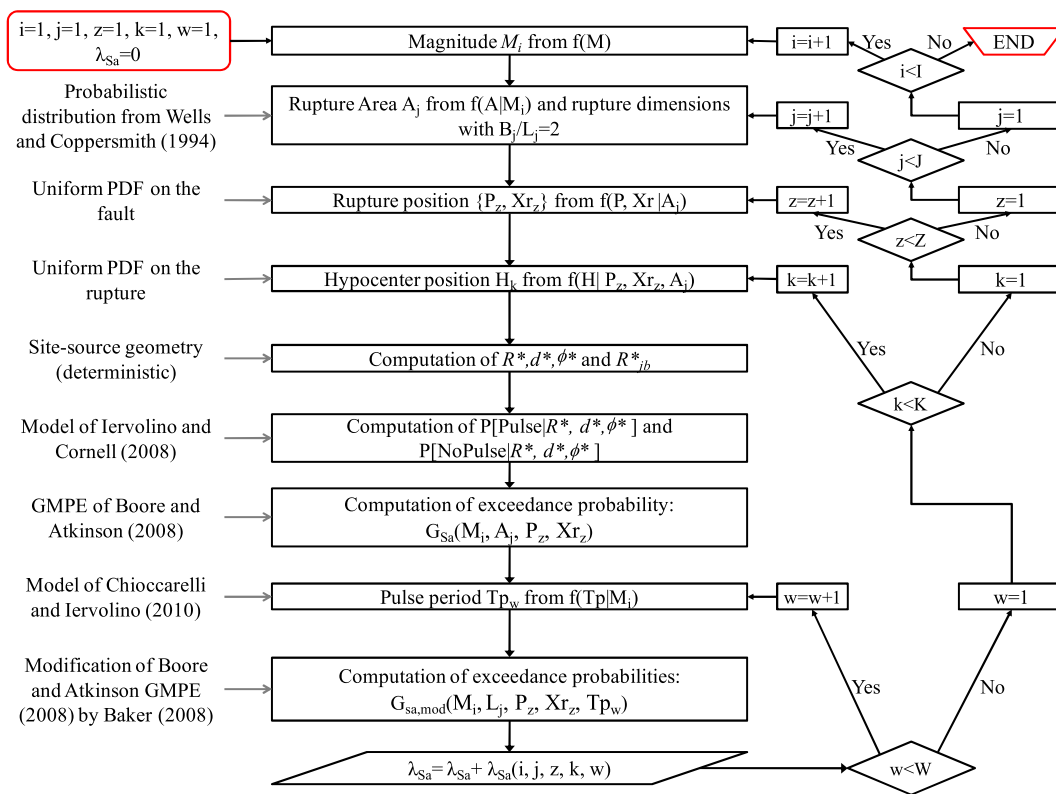 i=1, j=1, z=1, k=1, w=1,
λSa=0
Magnitude Mi from f(M)
i=i+1
Yes
No
END
i<I
Probabilistic
distribution from Wells
and Coppersmith (1994)
Rupture Area Aj from f(A|Mi) and rupture dimensions
with Bj/Lj=2
j=j+1
j=1
Yes
No
j<J
Uniform PDF on the
fault
Rupture position {Pz, Xrz} from f(P, Xr|Aj)
z=z+1
z=1
Yes
No
z<Z
Uniform PDF on the
rupture
Hypocenter position Hk from f(H| Pz, Xrz, Aj)
k=k+1
k=1
Yes
No
k<K
Site-source geometry
(deterministic)
Computation of R*,d*,ϕ* and R*jb
Model of Iervolino and
Cornell (2008)
Computation of P[Pulse|R*, d*,ϕ* ] and
P[NoPulse|R*, d*,ϕ* ]
GMPE of Boore and
Atkinson (2008)
Computation of exceedance probability:
GSa(Mi, Aj, Pz, Xrz)
Model of Chioccarelli
and Iervolino (2010)
Pulse period Tpw from f(Tp|Mi)
w=w+1
w=1
Modification of Boore
and Atkinson GMPE
(2008) by Baker (2008)
Computation of exceedance probabilities:
Gsa,mod(Mi, Lj, Pz, Xrz, Tpw)
Yes
No
λSa= λSa+ λSa(i, j, z, k, w)
w<W